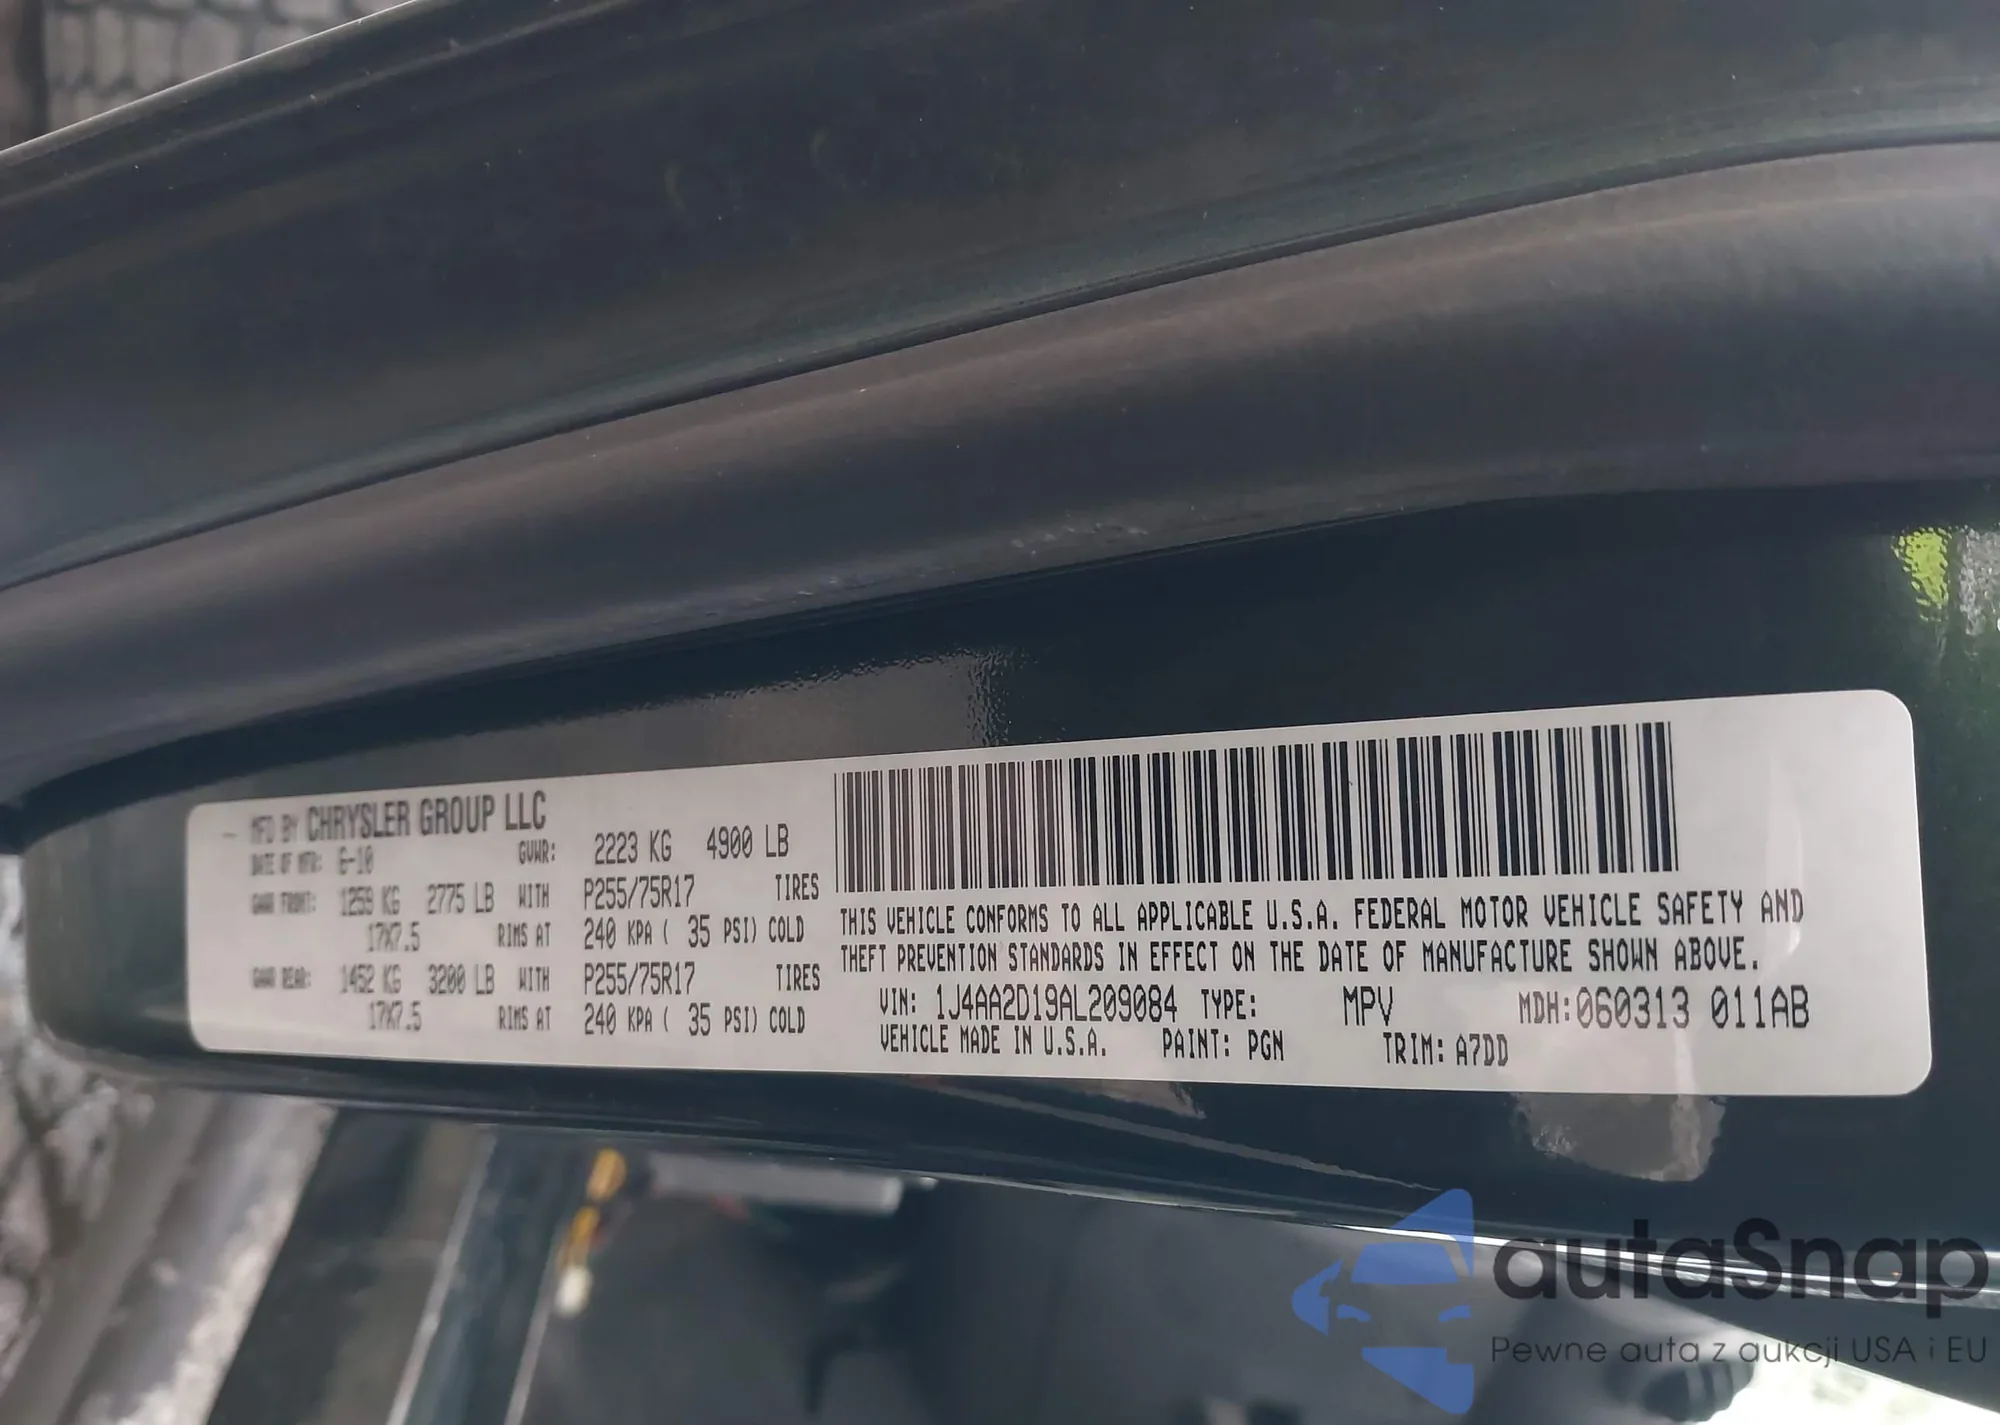 MFD BY CHRYSLER GROUP LLC
DATE OF MFR: 6-10 GVWR: 2223 KG 4900 LB
GAWR FRONT: 1259 KG 2775 LB WITH P255/75R17 TIRES
17X7.5 RIMS AT 240 KPA ( 35 PSI) COLD
GAWR REAR: 1452 KG 3200 LB WITH P255/75R17 TIRES
17X7.5 RIMS AT 240 KPA ( 35 PSI) COLD
THIS VEHICLE CONFORMS TO ALL APPLICABLE U.S.A. FEDERAL MOTOR VEHICLE SAFETY AND
THEFT PREVENTION STANDARDS IN EFFECT ON THE DATE OF MANUFACTURE SHOWN ABOVE.
VIN: 1J4AA2D19AL209084 TYPE: MPV MDH:060313 011AB
VEHICLE MADE IN U.S.A. PAINT: PGN TRIM: A7DD
autaSnap
Pewne auta z aukcji USA i EU